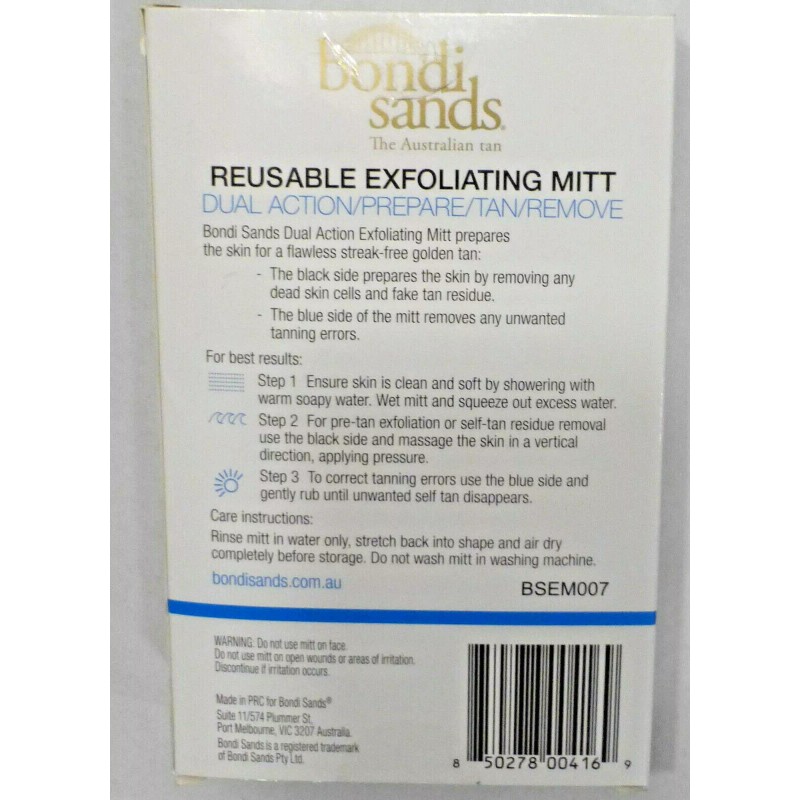 bondi
sands.
The Australian tan
REUSABLE EXFOLIATING MITT
DUAL ACTION/PREPARE/TAN/REMOVE
Bondi Sands Dual Action Exfoliating Mitt prepares
the skin for a flawless streak-free golden tan:
- The black side prepares the skin by removing any
dead skin cells and fake tan residue.
- The blue side of the mitt removes any unwanted
tanning errors.
For best results:
Step 1 Ensure skin is clean and soft by showering with
warm soapy water. Wet mitt and squeeze out excess water.
Step 2 For pre-tan exfoliation or self-tan residue removal
use the black side and massage the skin in a vertical
direction, applying pressure.
Step 3 To correct tanning errors use the blue side and
gently rub until unwanted self tan disappears.
Care instructions:
Rinse mitt in water only, stretch back into shape and air dry
completely before storage. Do not wash mitt in washing machine.
bondisands.com.au
BSEM007
WARNING: Do not use mitt on face.
Do not use mitt on open wounds or areas of irritation.
Discontinue if irritation occurs.
Made in PRC for Bondi Sands®
Suite 11/574 Plummer St,
Port Melbourne, VIC 3207 Australia.
Bondi Sands is a registered trademark
of Bondi Sands Pty Ltd.
8 50278 00416 9